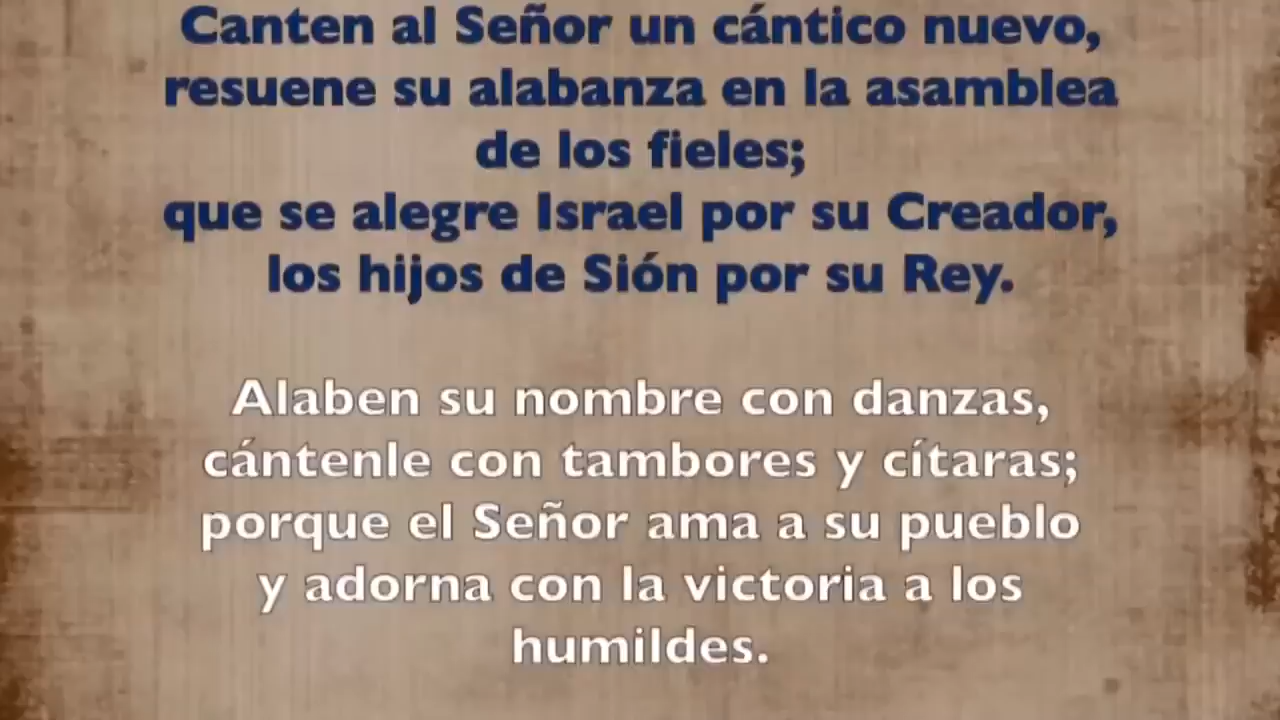 Canten al Señor un cántico nuevo,
resuene su alabanza en la asamblea
de los fieles;
que se alegre Israel por su Creador,
los hijos de Sión por su Rey.
Alaben su nombre con danzas,
cántenle con tambores y cítaras;
porque el Señor ama a su pueblo
y adorna con la victoria a los
humildes.